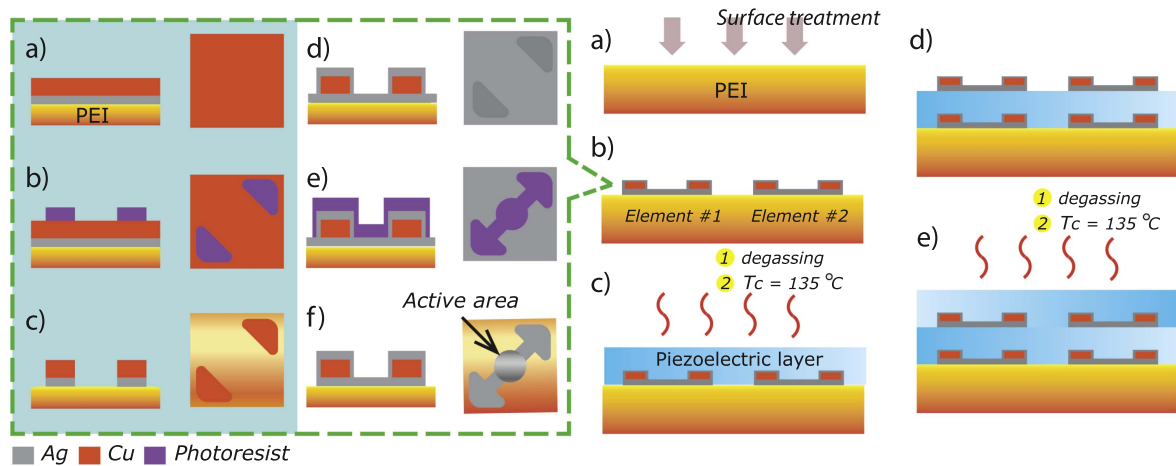 a)
PEI
b)
c)
d)
e)
Active area
f)
Ag Cu Photoresist
Surface treatment
a)
PEI
b)
Element #1 Element #2
1 degassing
2 Tc = 135 °C
c)
Piezoelectric layer
d)
1 degassing
2 Tc = 135 °C
e)